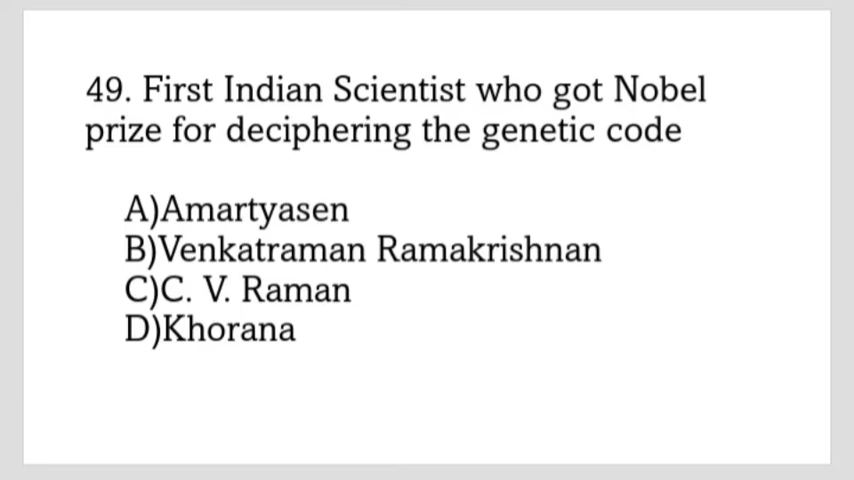 49. First Indian Scientist who got Nobel
prize for deciphering the genetic code
A)Amartyasen
B)Venkatraman Ramakrishnan
C)C. V. Raman
D)Khorana